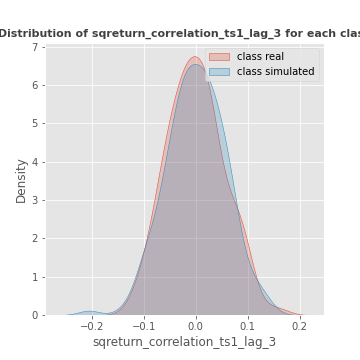 Distribution of sqreturn_correlation_ts1_lag_3 for each clas
class real
class simulated
7
6
5
4
3
2
1
0
Density
−0.2 −0.1 0.0 0.1 0.2
sqreturn_correlation_ts1_lag_3